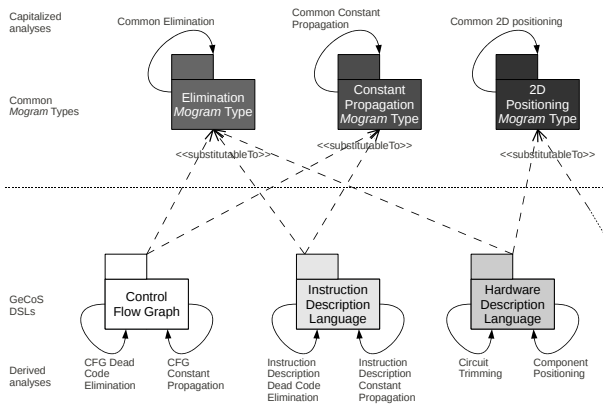 Capitalized
analyses
Common Elimination
Common Constant
Propagation
Common 2D positioning
Common
Mogram Types
Elimination
Mogram Type
Constant
Propagation
Mogram Type
2D
Positioning
Mogram Type
<<substitutableTo>>
<<substitutableTo>>
<<substitutableTo>>
GeCoS
DSLs
Control
Flow Graph
Instruction
Description
Language
Hardware
Description
Language
Derived
analyses
CFG Dead
Code
Elimination
CFG
Constant
Propagation
Instruction
Description
Dead Code
Elimination
Instruction
Description
Constant
Propagation
Circuit
Trimming
Component
Positioning